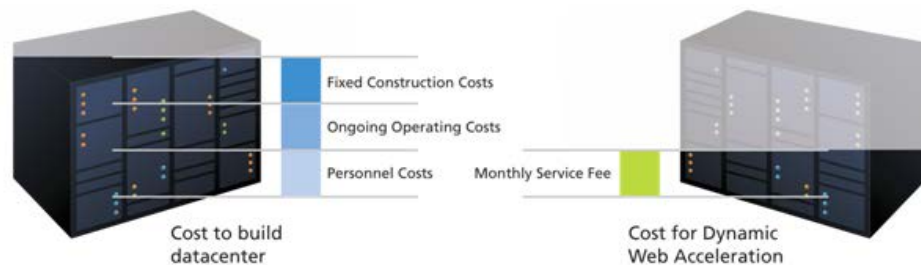 Fixed Construction Costs
Ongoing Operating Costs
Personnel Costs
Monthly Service Fee
Cost to build
datacenter
Cost for Dynamic
Web Acceleration